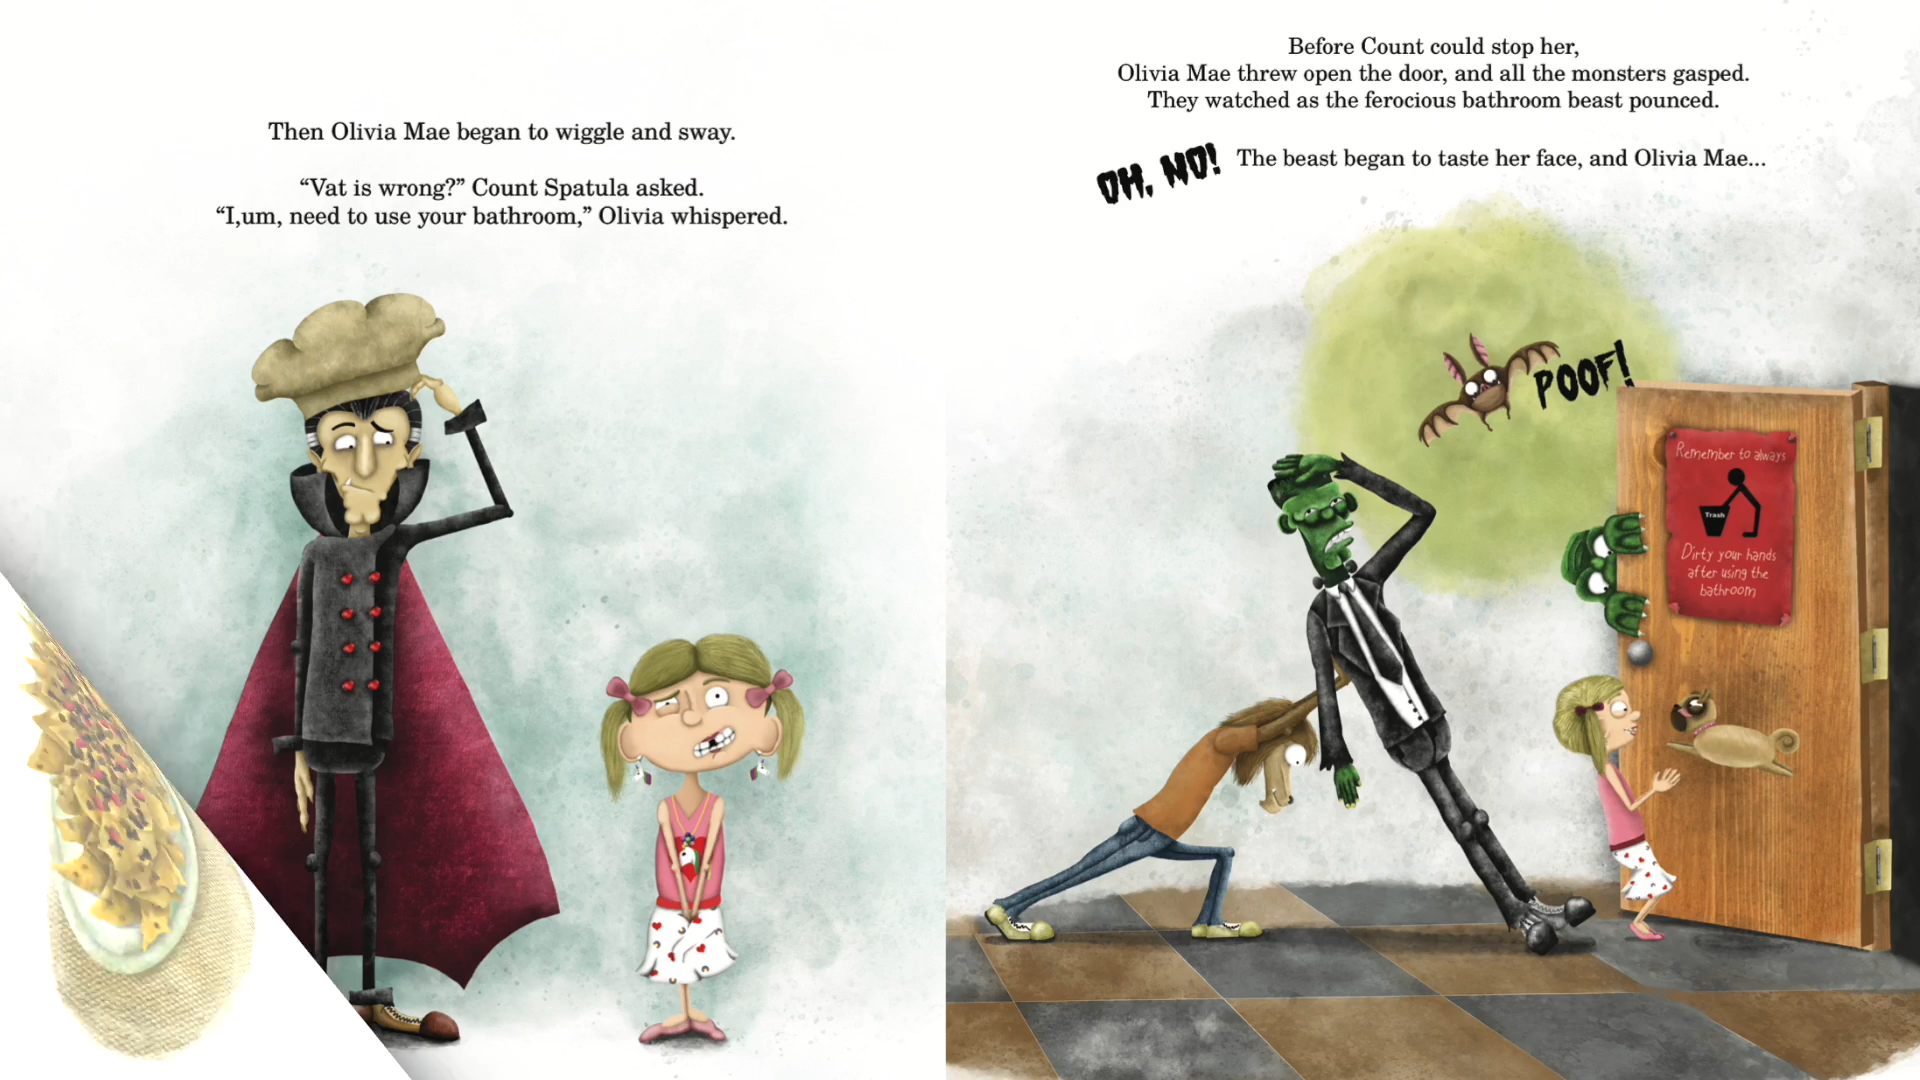 Then Olivia Mae began to wiggle and sway.
“Vat is wrong?” Count Spatula asked.
“I,um, need to use your bathroom,” Olivia whispered.
Before Count could stop her,
Olivia Mae threw open the door, and all the monsters gasped.
They watched as the ferocious bathroom beast pounced.
OH, NO! The beast began to taste her face, and Olivia Mae...
POOF!
Remember to always
Trash
Dirty your hands
after using the
bathroom